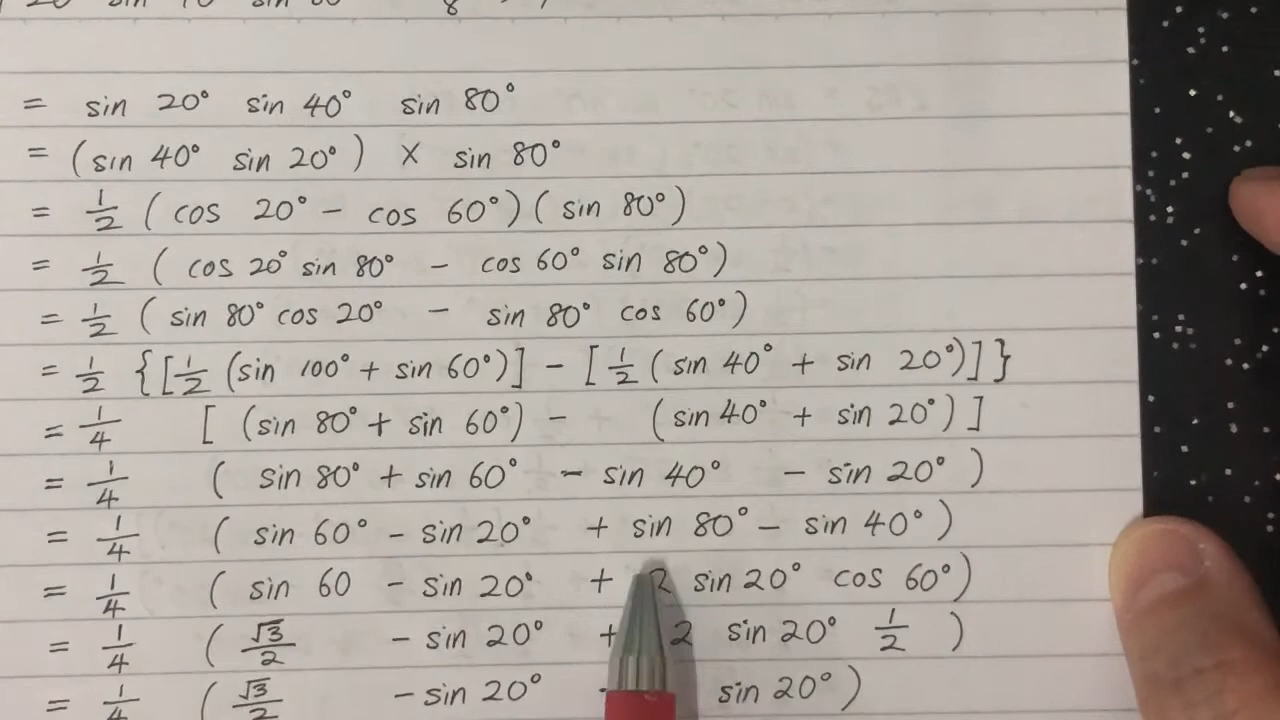 = sin 20° sin 40° sin 80°
= (sin 40° sin 20°) × sin 80°
= 1/2 (cos 20° - cos 60°)(sin 80°)
= 1/2 (cos 20° sin 80° - cos 60° sin 80°)
= 1/2 (sin 80° cos 20° - sin 80° cos 60°)
= 1/2 {[1/2 (sin 100° + sin 60°)] - [1/2 (sin 40° + sin 20°)]}
= 1/4 [(sin 80° + sin 60°) - (sin 40° + sin 20°)]
= 1/4 (sin 80° + sin 60° - sin 40° - sin 20°)
= 1/4 (sin 60° - sin 20° + sin 80° - sin 40°)
= 1/4 (sin 60 - sin 20° + 2 sin 20° cos 60°)
= 1/4 (√3/2 - sin 20° + 2 sin 20° 1/2)
= 1/4 (√3/2 - sin 20° sin 20°)